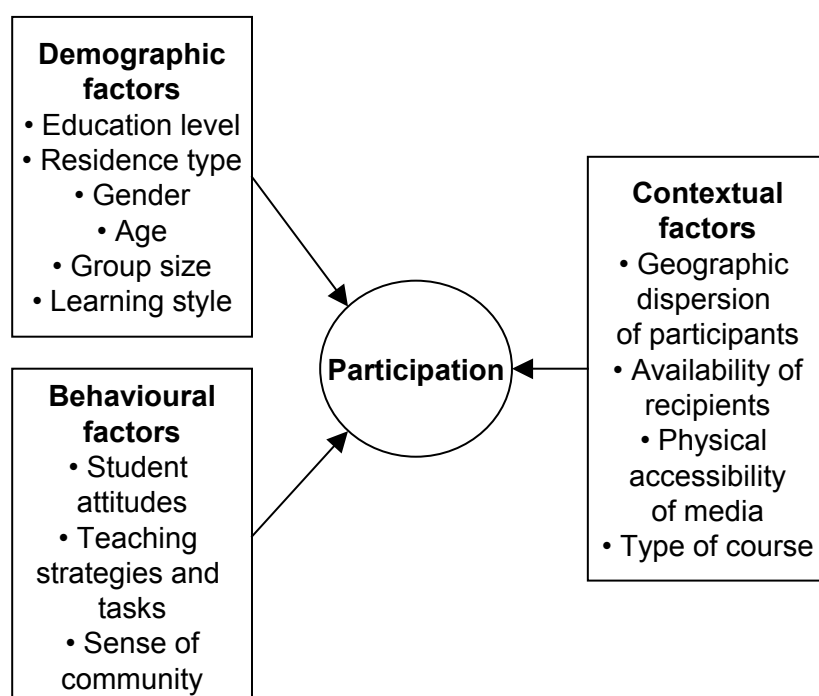 Demographic
factors
• Education level
• Residence type
• Gender
• Age
• Group size
• Learning style
Behavioural
factors
• Student
attitudes
• Teaching
strategies and
tasks
• Sense of
community
Participation
Contextual
factors
• Geographic
dispersion
of participants
• Availability of
recipients
• Physical
accessibility
of media
• Type of course